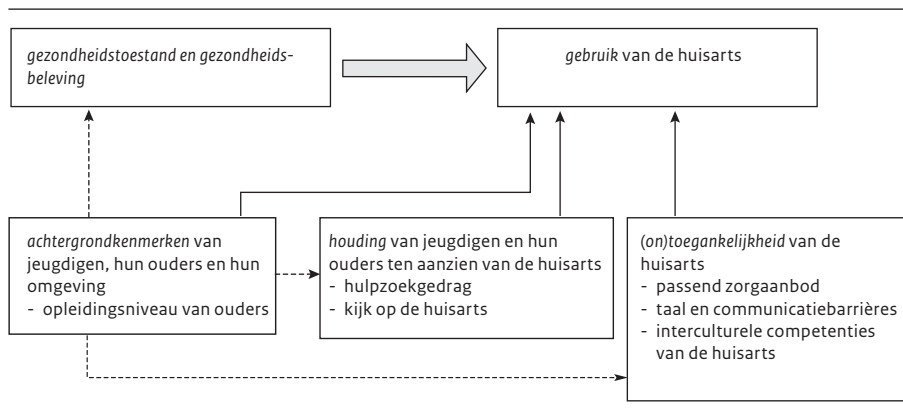 gezondheidstoestand en gezondheids-
beleving
gebruik van de huisarts
achtergrondkenmerken van
jeugdigen, hun ouders en hun
omgeving
- opleidingsniveau van ouders
houding van jeugdigen en hun
ouders ten aanzien van de huisarts
- hulpzoekgedrag
- kijk op de huisarts
(on)toegankelijkheid van de
huisarts
- passend zorgaanbod
- taal en communicatiebarrières
- interculturele competenties
van de huisarts